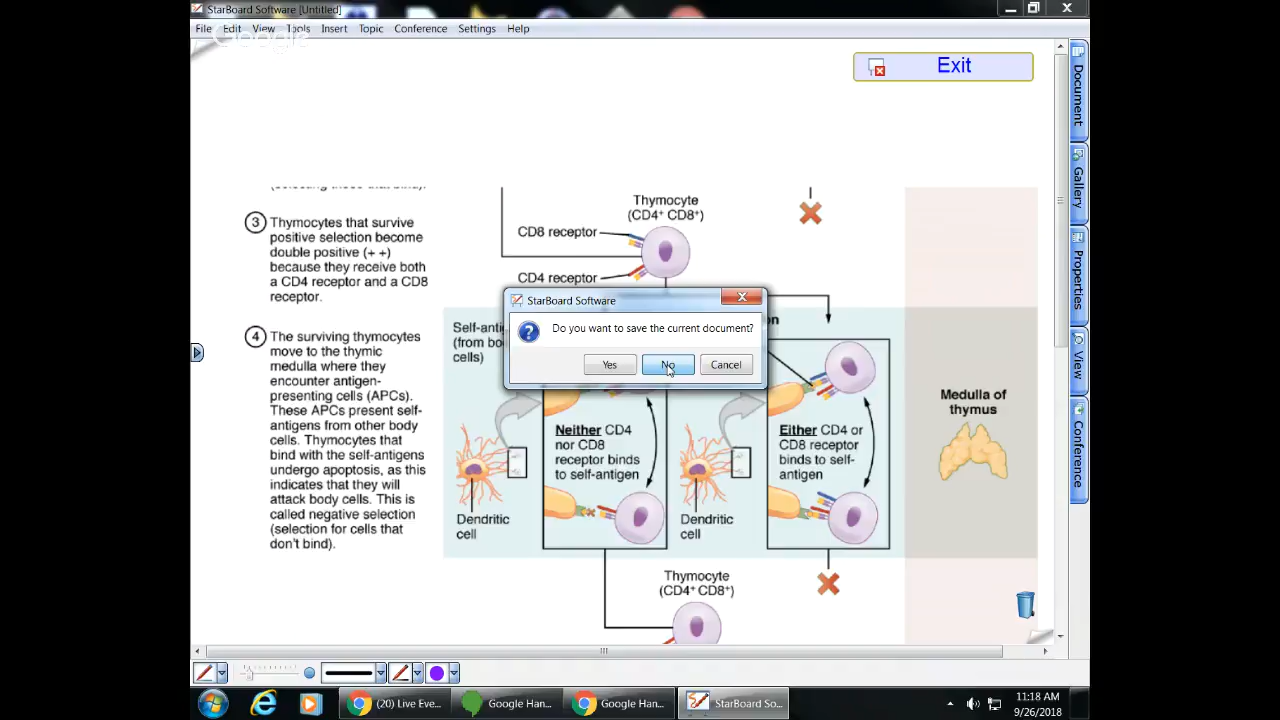 StarBoard Software [Untitled]
File Edit View Tools Insert Topic Conference Settings Help
Google
Exit
Document
Gallery
Properties
View
Conference
(selecting those that bind).
3 Thymocytes that survive
positive selection become
double positive (+ +)
because they receive both
a CD4 receptor and a CD8
receptor.
4 The surviving thymocytes
move to the thymic
medulla where they
encounter antigen-
presenting cells (APCs).
These APCs present self-
antigens from other body
cells. Thymocytes that
bind with the self-antigens
undergo apoptosis, as this
indicates that they will
attack body cells. This is
called negative selection
(selection for cells that
don't bind).
Thymocyte
(CD4+ CD8+)
CD8 receptor
CD4 receptor
StarBoard Software
Do you want to save the current document?
Yes No Cancel
Self-anti
(from bo
cells)
Neither CD4
nor CD8
receptor binds
to self-antigen
Dendritic
cell
Either CD4 or
CD8 receptor
binds to self-
antigen
Dendritic
cell
Medulla of
thymus
Thymocyte
(CD4+ CD8+)
(20) Live Eve...
Google Han...
Google Han...
StarBoard So...
11:18 AM
9/26/2018